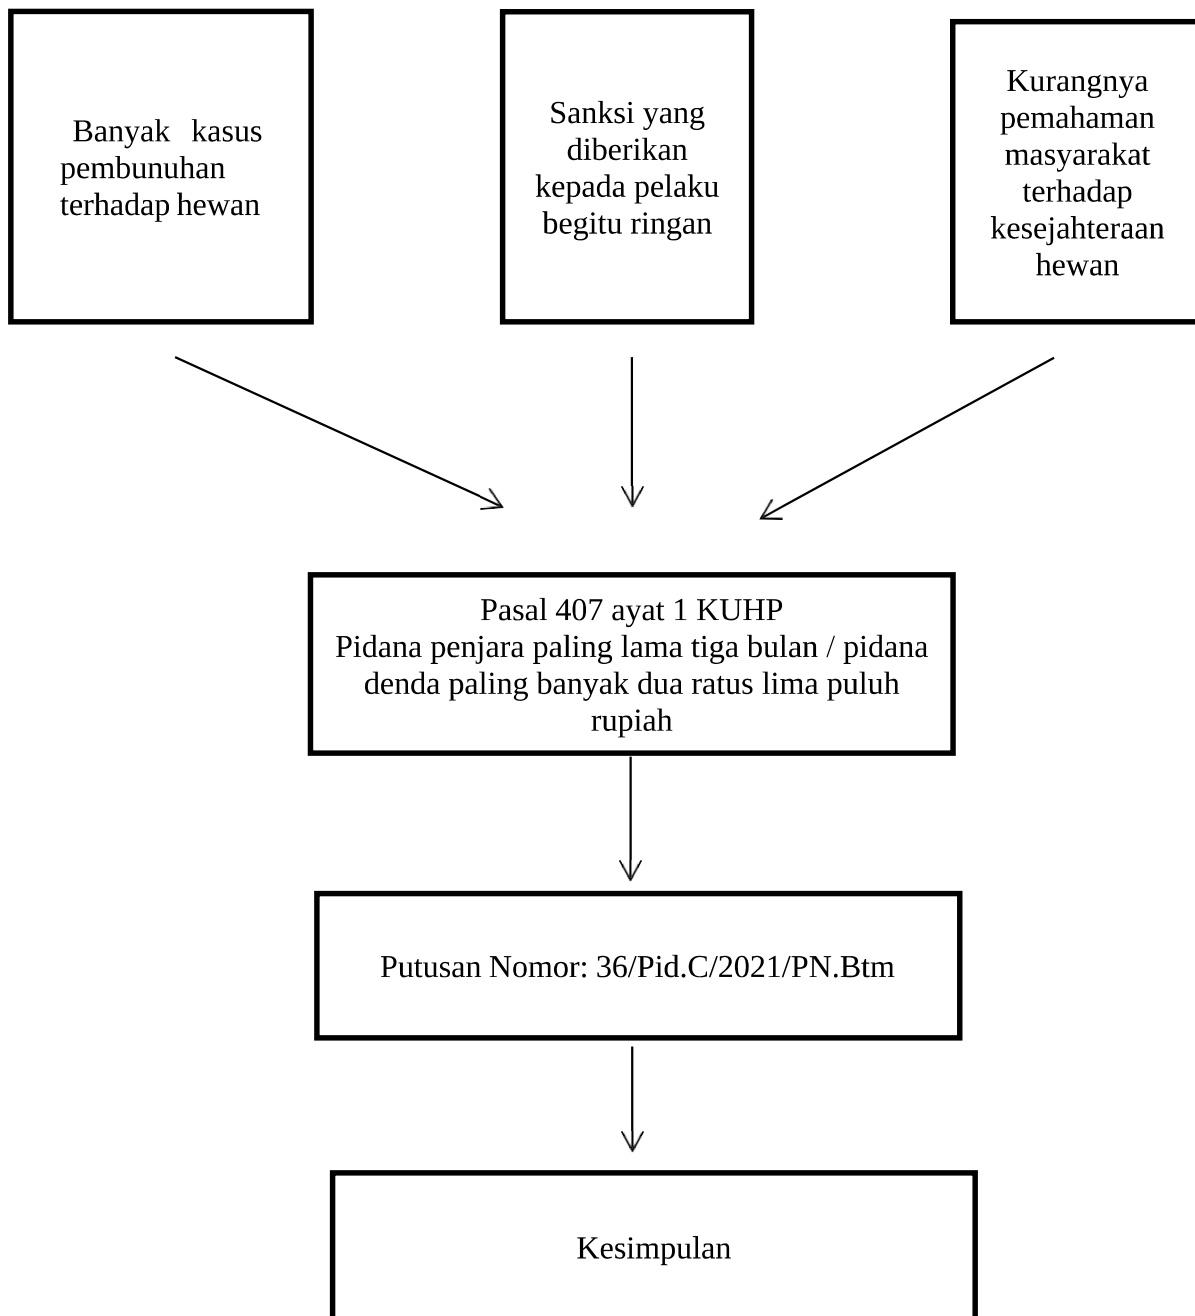 Banyak kasus
pembunuhan
terhadap hewan
Sanksi yang
diberikan
kepada pelaku
begitu ringan
Kurangnya
pemahaman
masyarakat
terhadap
kesejahteraan
hewan
Pasal 407 ayat 1 KUHP
Pidana penjara paling lama tiga bulan / pidana
denda paling banyak dua ratus lima puluh
rupiah
Putusan Nomor: 36/Pid.C/2021/PN.Btm
Kesimpulan